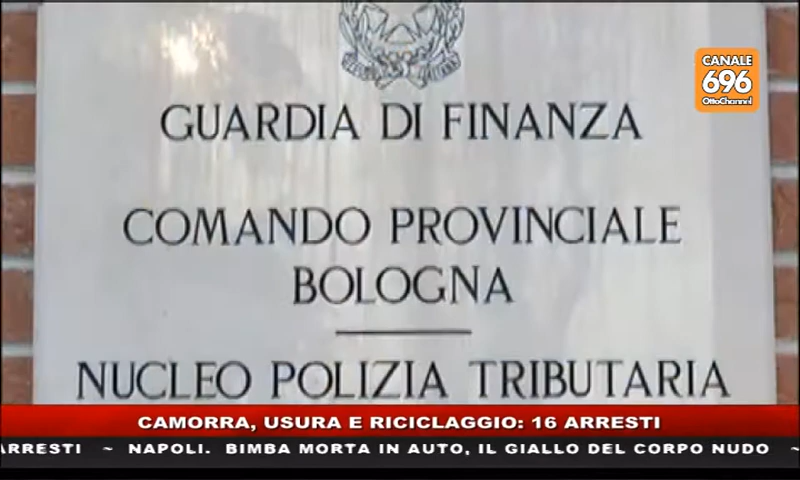 CANALE
696
OttoChannel
GUARDIA DI FINANZA
COMANDO PROVINCIALE
BOLOGNA
NUCLEO POLIZIA TRIBUTARIA
CAMORRA, USURA E RICICLAGGIO: 16 ARRESTI
ARRESTI ~ NAPOLI. BIMBA MORTA IN AUTO, IL GIALLO DEL CORPO NUDO ~